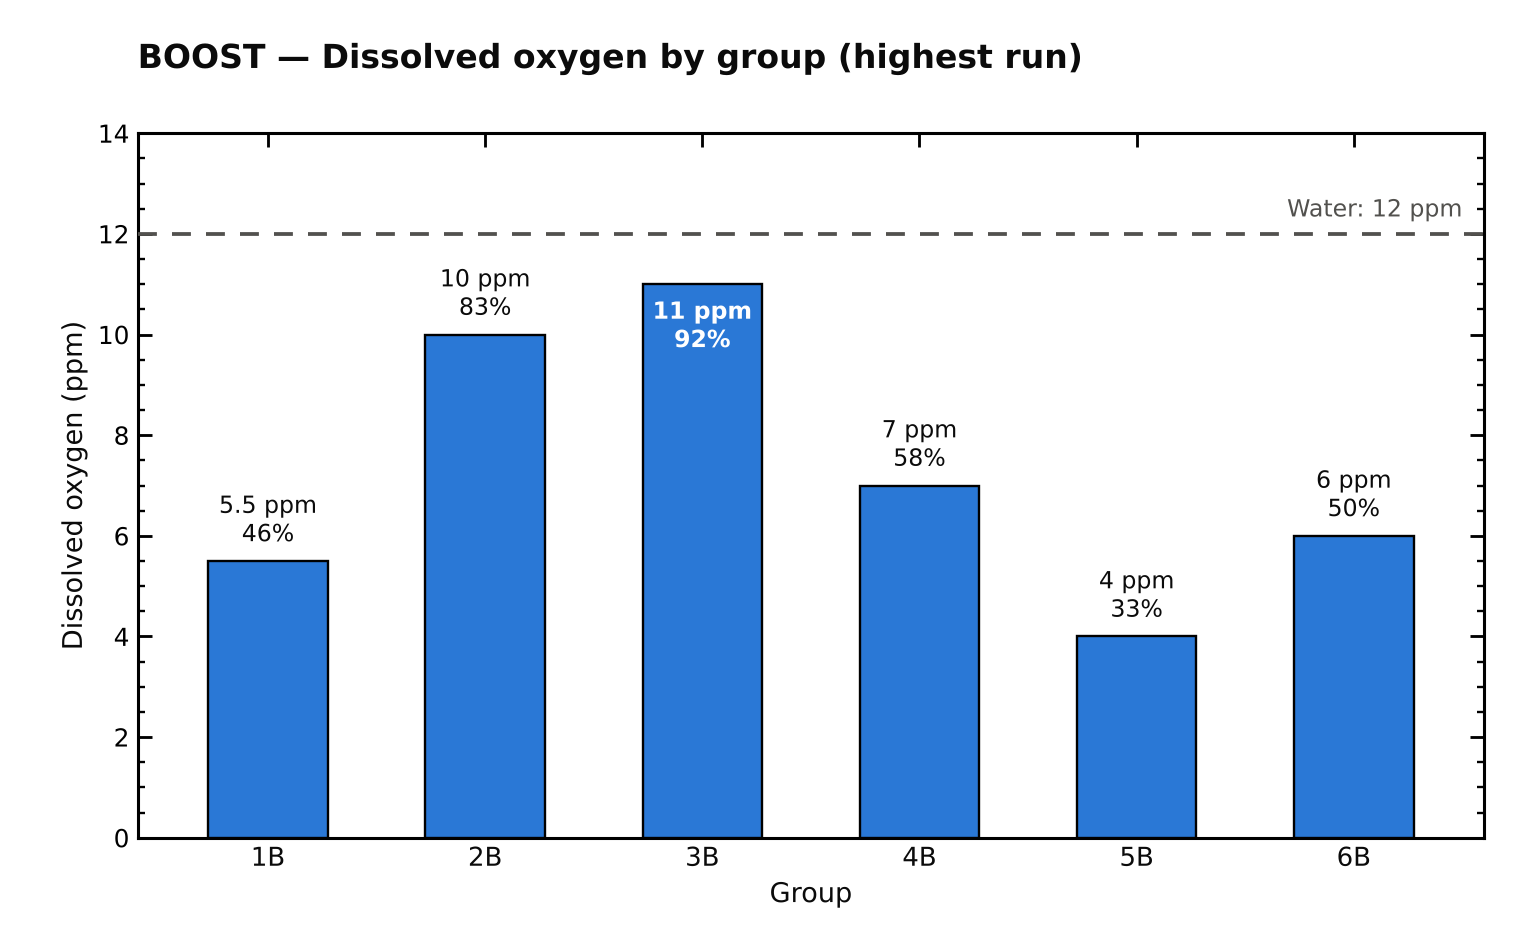 BOOST — Dissolved oxygen by group (highest run)
14
12
10
8
6
4
2
0
Dissolved oxygen (ppm)
Water: 12 ppm
5.5 ppm
46%
10 ppm
83%
11 ppm
92%
7 ppm
58%
4 ppm
33%
6 ppm
50%
1B
2B
3B
4B
5B
6B
Group